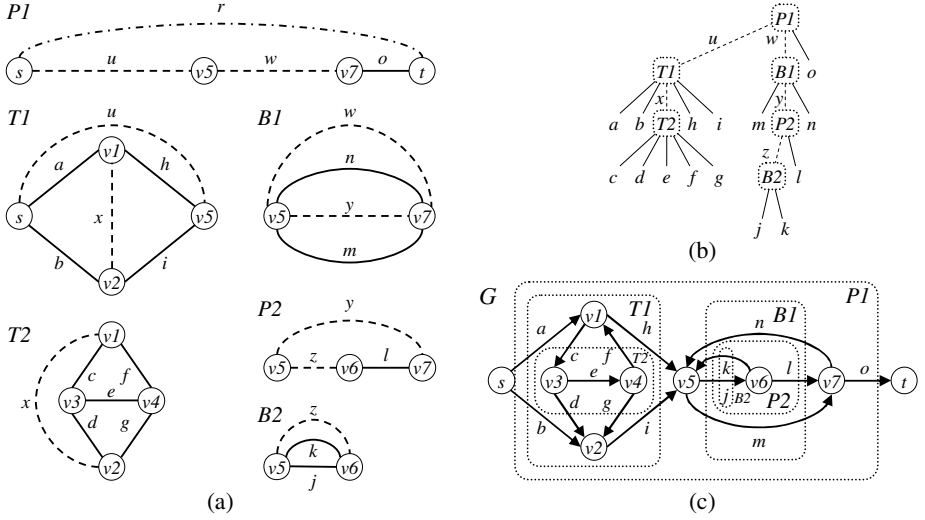 P1
r
s
u
v5
w
v7
o
t
T1
u
a
v1
h
s
x
v5
b
v2
i
B1
w
n
v5
y
v7
m
T2
v1
c
f
x
v3
e
v4
d
g
v2
P2
y
v5
z
v6
l
v7
B2
z
k
v5
v6
j
(a)
P1
u
w
T1
B1
o
x
y
a
b
T2
h
i
m
P2
n
z
c
d
e
f
g
B2
l
j
k
(b)
G
P1
T1
B1
a
v1
h
n
c
f
T2
s
v3
e
v4
v5
k
v6
l
v7
o
t
d
g
j
B2
P2
b
v2
i
m
(c)